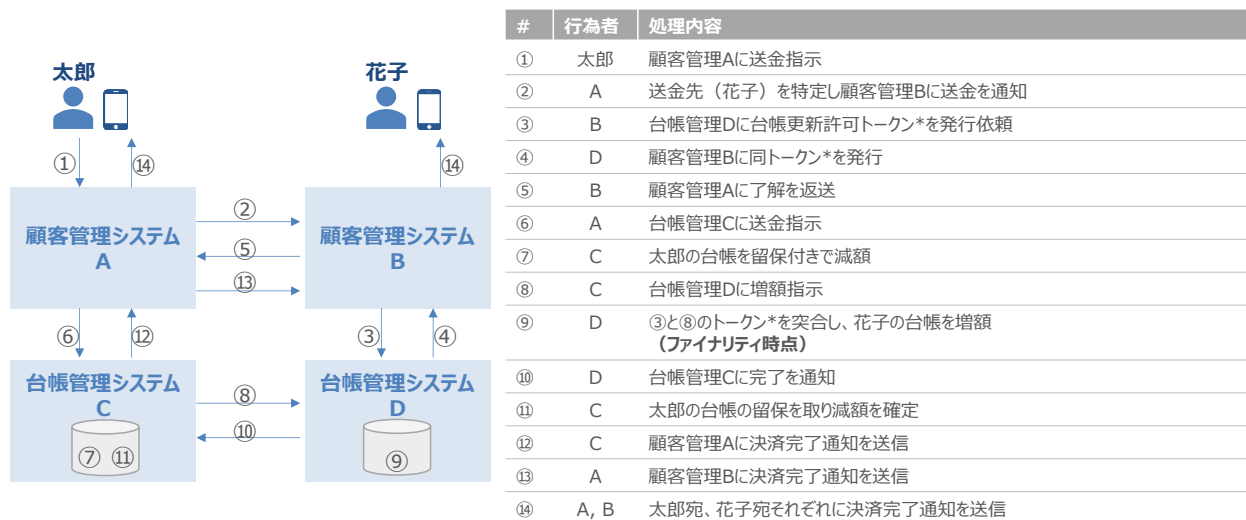 太郎
花子
①
⑭
⑭
顧客管理システム
A
②
⑤
⑬
顧客管理システム
B
⑥
⑫
③
④
台帳管理システム
C
⑦ ⑪
⑧
⑩
台帳管理システム
D
⑨
# 行為者 処理内容
① 太郎 顧客管理Aに送金指示
② A 送金先（花子）を特定し顧客管理Bに送金を通知
③ B 台帳管理Dに台帳更新許可トークン*を発行依頼
④ D 顧客管理Bに同トークン*を発行
⑤ B 顧客管理Aに了解を返送
⑥ A 台帳管理Cに送金指示
⑦ C 太郎の台帳を留保付きで減額
⑧ C 台帳管理Dに増額指示
⑨ D ③と⑧のトークン*を突合し、花子の台帳を増額
（ファイナリティ時点）
⑩ D 台帳管理Cに完了を通知
⑪ C 太郎の台帳の留保を取り減額を確定
⑫ C 顧客管理Aに決済完了通知を送信
⑬ A 顧客管理Bに決済完了通知を送信
⑭ A, B 太郎宛、花子宛それぞれに決済完了通知を送信